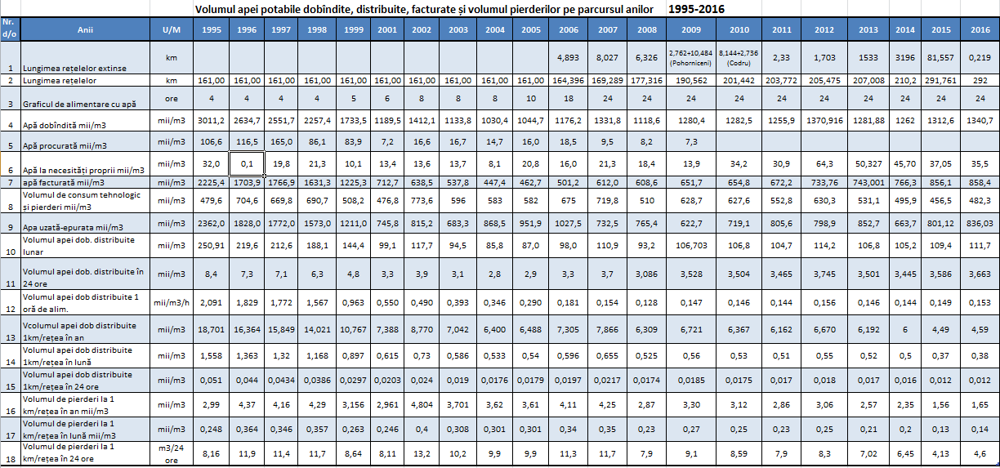 Volumul apei potabile dobîndite, distribuite, facturate și volumul pierderilor pe parcursul anilor 1995-2016
Nr. d/o Anii U/M 1995 1996 1997 1998 1999 2001 2002 2003 2004 2005 2006 2007 2008 2009 2010 2011 2012 2013 2014 2015 2016
1 Lungimea rețelelor extinse km 4,893 8,027 6,326 2,762+10,484 (Pohorniceni) 8,144+2,736 (Codru) 2,33 1,703 1533 3196 81,557 0,219
2 Lungimea rețelelor km 161,00 161,00 161,00 161,00 161,00 161,00 161,00 161,00 161,00 161,00 164,396 169,289 177,316 190,562 201,442 203,772 205,475 207,008 210,2 291,761 292
3 Graficul de alimentare cu apă ore 4 4 4 4 5 6 8 8 8 10 18 24 24 24 24 24 24 24 24 24 24
4 Apă dobîndită mii/m3 mii/m3 3011,2 2634,7 2551,7 2257,4 1733,5 1189,5 1412,1 1133,8 1030,4 1044,7 1176,2 1331,8 1118,6 1280,4 1282,5 1255,9 1370,916 1281,88 1262 1312,6 1340,7
5 Apă procurată mii/m3 mii/m3 106,6 116,5 165,0 86,1 83,9 7,2 16,6 16,7 14,7 16,0 18,5 9,5 8,2 7,3
6 Apă la necesități proprii mii/m3 mii/m3 32,0 0,1 19,8 21,3 10,1 13,4 13,6 13,7 8,1 20,8 16,0 21,3 18,4 13,9 34,2 30,9 64,3 50,327 45,70 37,05 35,5
7 apă facturată mii/m3 mii/m3 2225,4 1703,9 1766,9 1631,3 1225,3 712,7 638,5 537,8 447,4 462,7 501,2 612,0 608,6 651,7 654,8 672,2 733,76 743,001 766,3 856,1 858,4
8 Volumul de consum tehnologic și pierderi mii/m3 mii/m3 479,6 704,6 669,8 690,7 508,2 476,8 773,6 596 583 582 675 719,8 510 628,7 627,6 552,8 630,3 531,1 495,9 456,5 482,3
9 Apa uzată-epurata mii/m3 mii/m3 2362,0 1828,0 1772,0 1573,0 1211,0 745,8 815,2 683,3 868,5 951,9 1027,5 732,5 765,4 622,7 719,1 805,6 798,9 852,7 663,7 801,12 836,03
10 Volumul apei dob. distribuite lunar mii/m3 250,91 219,6 212,6 188,1 144,4 99,1 117,7 94,5 85,8 87,0 98,0 110,9 93,2 106,703 106,8 104,7 114,2 106,8 105,2 109,4 111,7
11 Volumul apei dob. distribuite în 24 ore mii/m3 8,4 7,3 7,1 6,3 4,8 3,3 3,9 3,1 2,8 2,9 3,3 3,7 3,086 3,528 3,504 3,465 3,745 3,501 3,445 3,586 3,663
12 Volumul apei dob distribuite 1 oră de alim. mii/m3/h 2,091 1,829 1,772 1,567 0,963 0,550 0,490 0,393 0,346 0,290 0,181 0,154 0,128 0,147 0,146 0,144 0,156 0,146 0,144 0,149 0,153
13 Vcolumul apei dob distribuite 1km/rețea în an mii/m3 18,701 16,364 15,849 14,021 10,767 7,388 8,770 7,042 6,400 6,488 7,305 7,866 6,309 6,721 6,367 6,162 6,670 6,192 6 4,49 4,59
14 Volumul apei dob distribuite 1km/rețea în lună mii/m3 1,558 1,363 1,32 1,168 0,897 0,615 0,73 0,586 0,533 0,54 0,596 0,655 0,525 0,56 0,53 0,51 0,55 0,52 0,5 0,37 0,38
15 Volumul apei dob distribuite 1km/rețea în 24 ore mii/m3 0,051 0,044 0,0434 0,0386 0,0297 0,0203 0,024 0,019 0,0176 0,0179 0,0197 0,0217 0,0174 0,0185 0,0175 0,017 0,018 0,017 0,016 0,012 0,012
16 Volumul de pierderi la 1 km/rețea în an mii/m3 mii/m3 2,99 4,37 4,16 4,29 3,156 2,961 4,804 3,701 3,62 3,61 4,11 4,25 2,87 3,30 3,12 2,86 3,06 2,57 2,35 1,56 1,65
17 Volumul de pierderi la 1 km/rețea în lună mii/m3 mii/m3 0,248 0,364 0,346 0,357 0,263 0,246 0,4 0,308 0,301 0,301 0,34 0,35 0,23 0,27 0,25 0,23 0,25 0,21 0,2 0,13 0,14
18 Volumul de pierderi la 1 km/rețea în 24 ore m3/24 ore 8,16 11,9 11,4 11,7 8,64 8,11 13,2 10,2 9,9 9,9 11,3 11,7 7,9 9,1 8,59 7,9 8,3 7,02 6,45 4,13 4,6